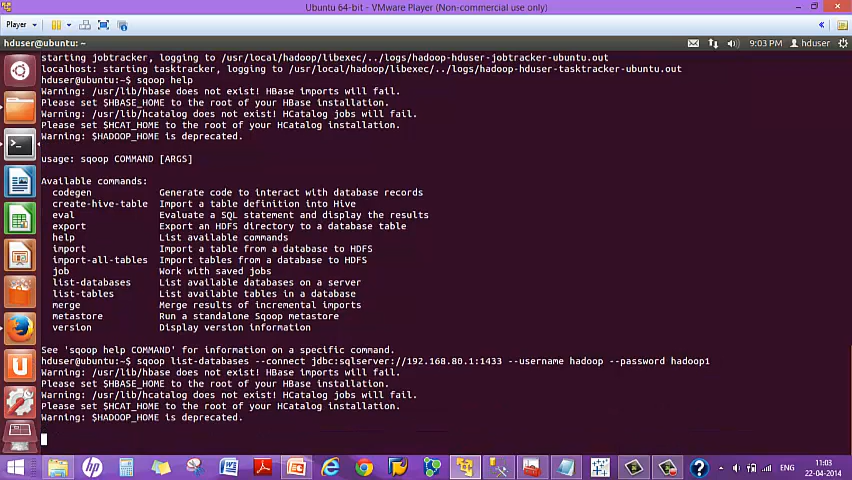 Ubuntu 64-bit - VMware Player (Non-commercial use only)
Player
hduser@ubuntu: ~
9:03 PM
hduser
starting jobtracker, logging to /usr/local/hadoop/libexec/../logs/hadoop-hduser-jobtracker-ubuntu.out
localhost: starting tasktracker, logging to /usr/local/hadoop/libexec/../logs/hadoop-hduser-tasktracker-ubuntu.out
hduser@ubuntu:~$ sqoop help
Warning: /usr/lib/hbase does not exist! HBase imports will fail.
Please set $HBASE_HOME to the root of your HBase installation.
Warning: /usr/lib/hcatalog does not exist! HCatalog jobs will fail.
Please set $HCAT_HOME to the root of your HCatalog installation.
Warning: $HADOOP_HOME is deprecated.
usage: sqoop COMMAND [ARGS]
Available commands:
codegen Generate code to interact with database records
create-hive-table Import a table definition into Hive
eval Evaluate a SQL statement and display the results
export Export an HDFS directory to a database table
help List available commands
import Import a table from a database to HDFS
import-all-tables Import tables from a database to HDFS
job Work with saved jobs
list-databases List available databases on a server
list-tables List available tables in a database
merge Merge results of incremental imports
metastore Run a standalone Sqoop metastore
version Display version information
See 'sqoop help COMMAND' for information on a specific command.
hduser@ubuntu:~$ sqoop list-databases --connect jdbc:sqlserver://192.168.80.1:1433 --username hadoop --password hadoop1
Warning: /usr/lib/hbase does not exist! HBase imports will fail.
Please set $HBASE_HOME to the root of your HBase installation.
Warning: /usr/lib/hcatalog does not exist! HCatalog jobs will fail.
Please set $HCAT_HOME to the root of your HCatalog installation.
Warning: $HADOOP_HOME is deprecated.
ENG
11:03
22-04-2014